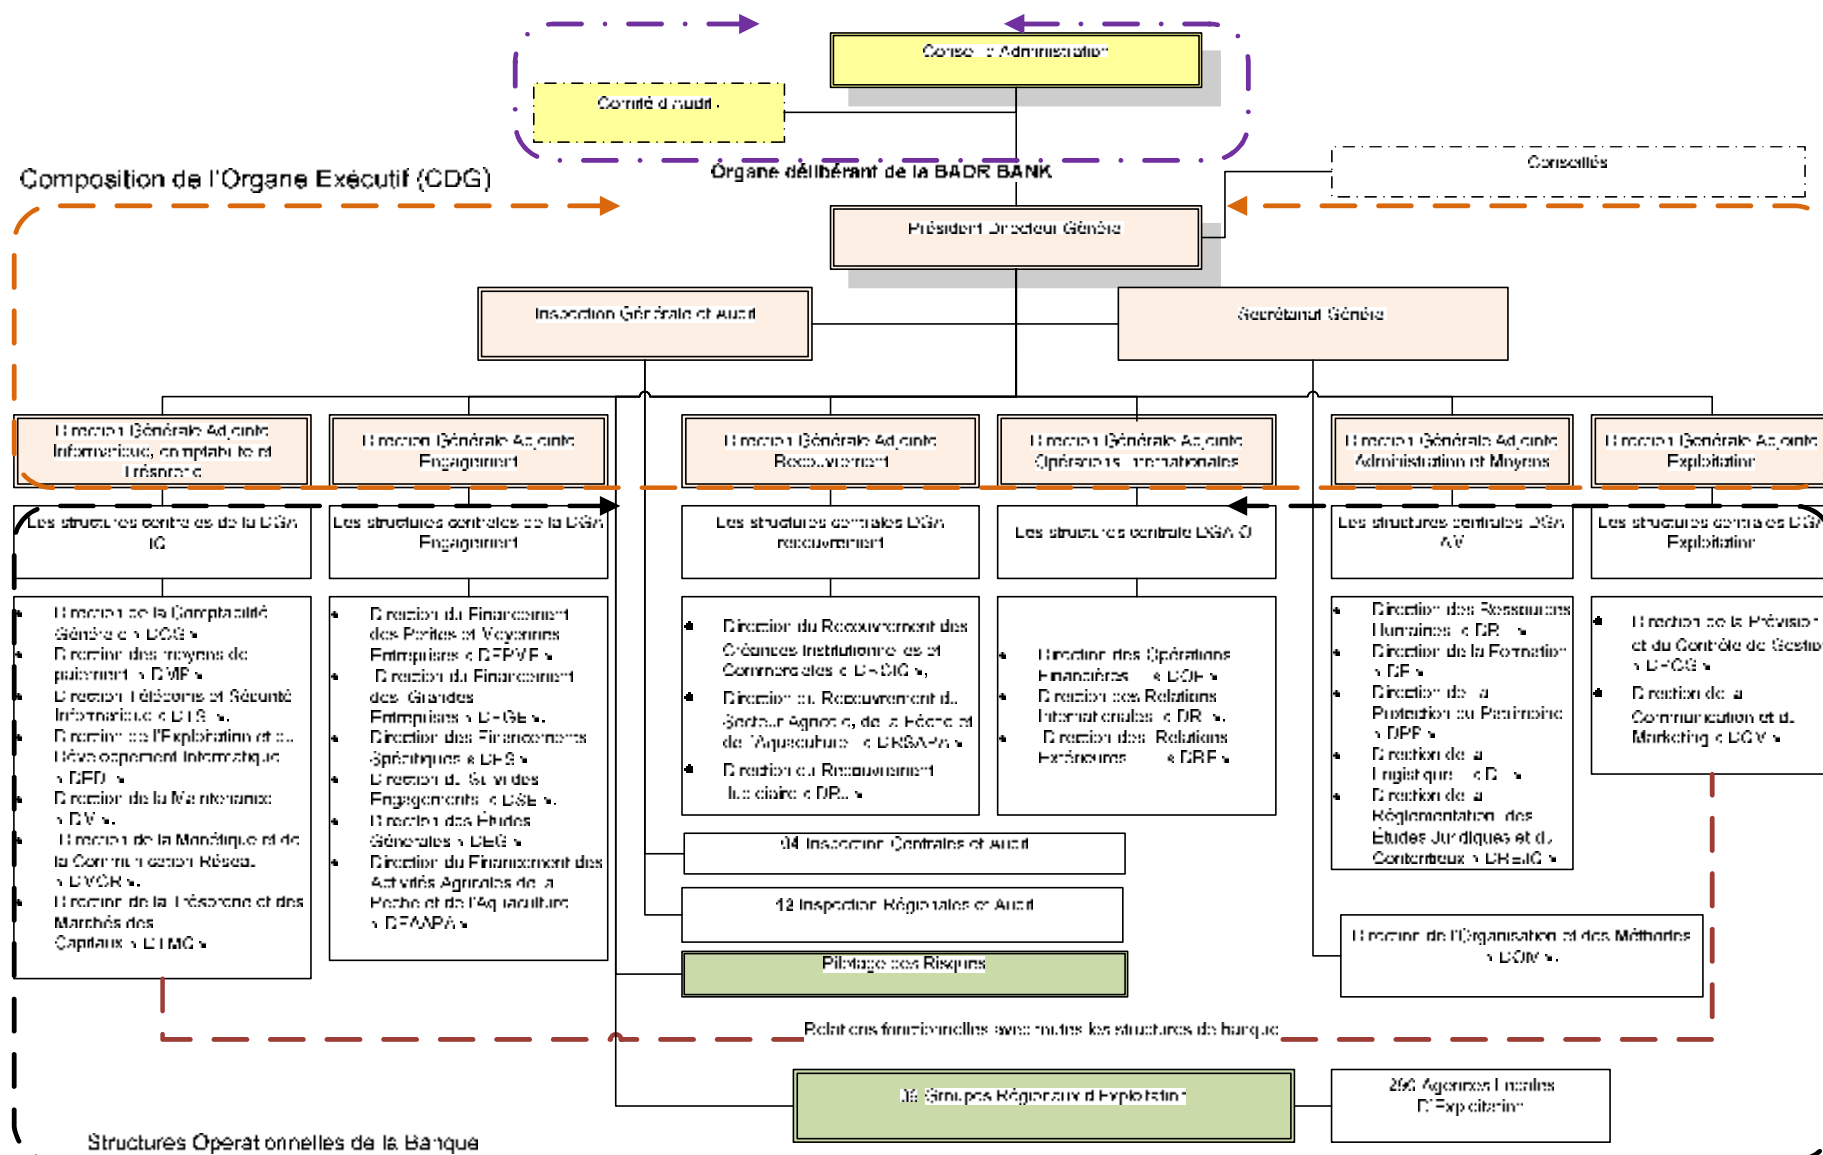 Conseil d'Administration
Comité d'Audit.
Organe délibérant de la BADR BANK
Conseillés
Composition de l'Organe Exécutif (CDG)
Président Directeur Général
Inspection Générale et Audit
Secrétariat Général
Direction Générale Adjointe
Informatique, comptabilité et
Trésorerie
Direction Générale Adjointe
Engagement
Direction Générale Adjointe
Recouvrement
Direction Générale Adjointe
Opérations Internationales
Direction Générale Adjointe
Administration et Moyens
Direction Générale Adjointe
Exploitation
Les structures centrales de la DGA
Les structures centrales de la DGA
Engagement
Les structures centrales DGA
recouvrement
Les structures centrale DGA
Les structures centrales DGA
Les structures centrales DGA
Exploitation
Direction de la Comptabilité
Générale « DCG »
Direction des moyens de
paiement « DMP »
Direction Télécoms et Sécurité
Informatique « DTS ».
Direction de l'Exploitation et du
Développement Informatique
Direction de la Maintenance
« DM ».
Direction de la Monétique et de
la Communication Réseau
« DMCR ».
Direction de la Trésorerie et des
Marchés des
Capitaux « DTMC »
Direction du Financement
des Petites et Moyennes
Entreprises « DFPME »
Direction du Financement
des Grandes
Entreprises « DFGE ».
Direction des Financements
Spécifiques « DFS »
Direction du Suivi des
Engagements « DSE ».
Direction des Études
Générales « DEG »
Direction du Financement des
Activités Agricoles de la
Pêche et de l'Aquaculture
« DFAAPA »
Direction du Recouvrement des
Créances Institutionnelles et
Commerciales « DRCIC »,
Direction du Recouvrement du
Secteur Agricole, de la Pêche et
de l'Aquaculture « DRSAPA »
Direction du Recouvrement
Judiciaire « DRJ »
Direction des Opérations
Financières « DOF »
Direction des Relations
Internationales « DRI ».
Direction des Relations
Extérieures « DRE »
Direction des Ressources
Humaines « DRH »
Direction de la Formation
« DF »
Direction de la
Protection du Patrimoine
« DPP »
Direction de la
Logistique « DL »
Direction de la
Réglementation des
Études Juridiques et du
Contentieux « DREJC »
Direction de la Prévision
et du Contrôle de Gestion
« DPCG »
Direction de la
Communication et du
Marketing « DCM »
04 Inspection Centrales et Audit
12 Inspection Régionales et Audit
Pilotage des Risques
Direction de l'Organisation et des Méthodes
« DOM ».
Relations fonctionnelles avec toutes les structures de banque
Groupes Régionaux d'Exploitation
290 Agences Locales
D'Exploitation
Structures Operationnelles de la Banque